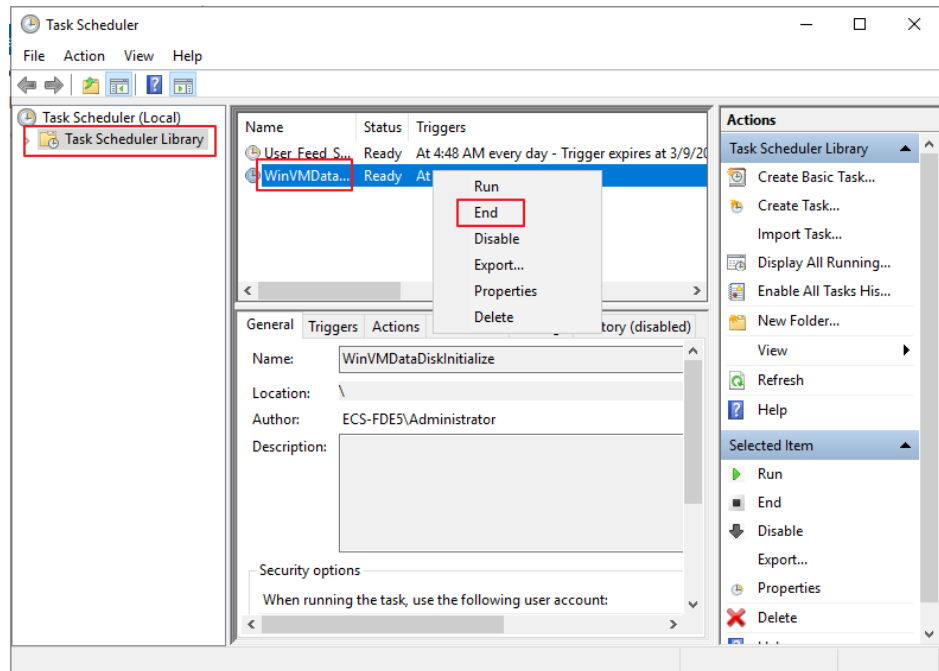 Task Scheduler
File Action View Help
Task Scheduler (Local)
Task Scheduler Library
Name Status Triggers
User_Feed_S... Ready At 4:48 AM every day - Trigger expires at 3/9/20
WinVMData... Ready At
Run
End
Disable
Export...
Properties
Delete
General Triggers Actions tory (disabled)
Name: WinVMDataDiskInitialize
Location: \
Author: ECS-FDE5\Administrator
Description:
Security options
When running the task, use the following user account:
Actions
Task Scheduler Library
Create Basic Task...
Create Task...
Import Task...
Display All Running...
Enable All Tasks His...
New Folder...
View
Refresh
Help
Selected Item
Run
End
Disable
Export...
Properties
Delete